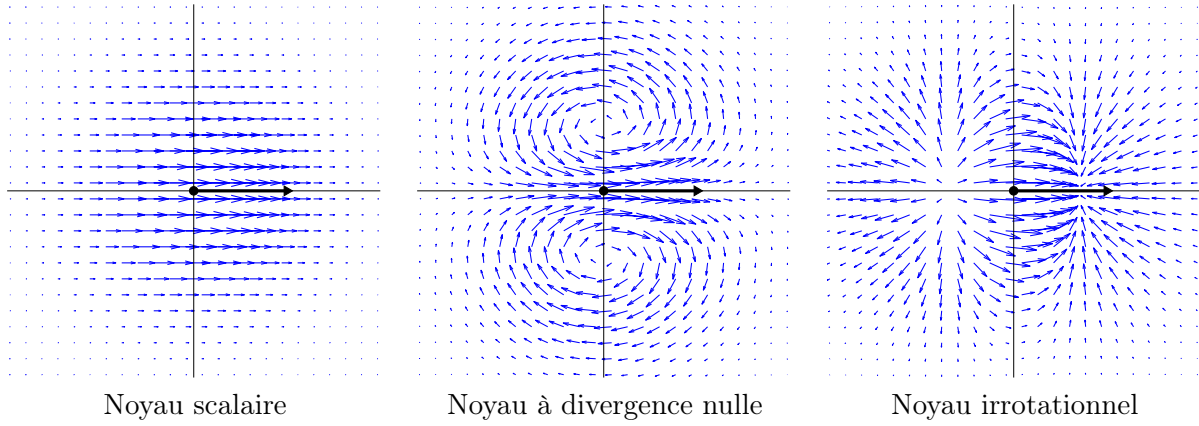 Noyau scalaire
Noyau à divergence nulle
Noyau irrotationnel